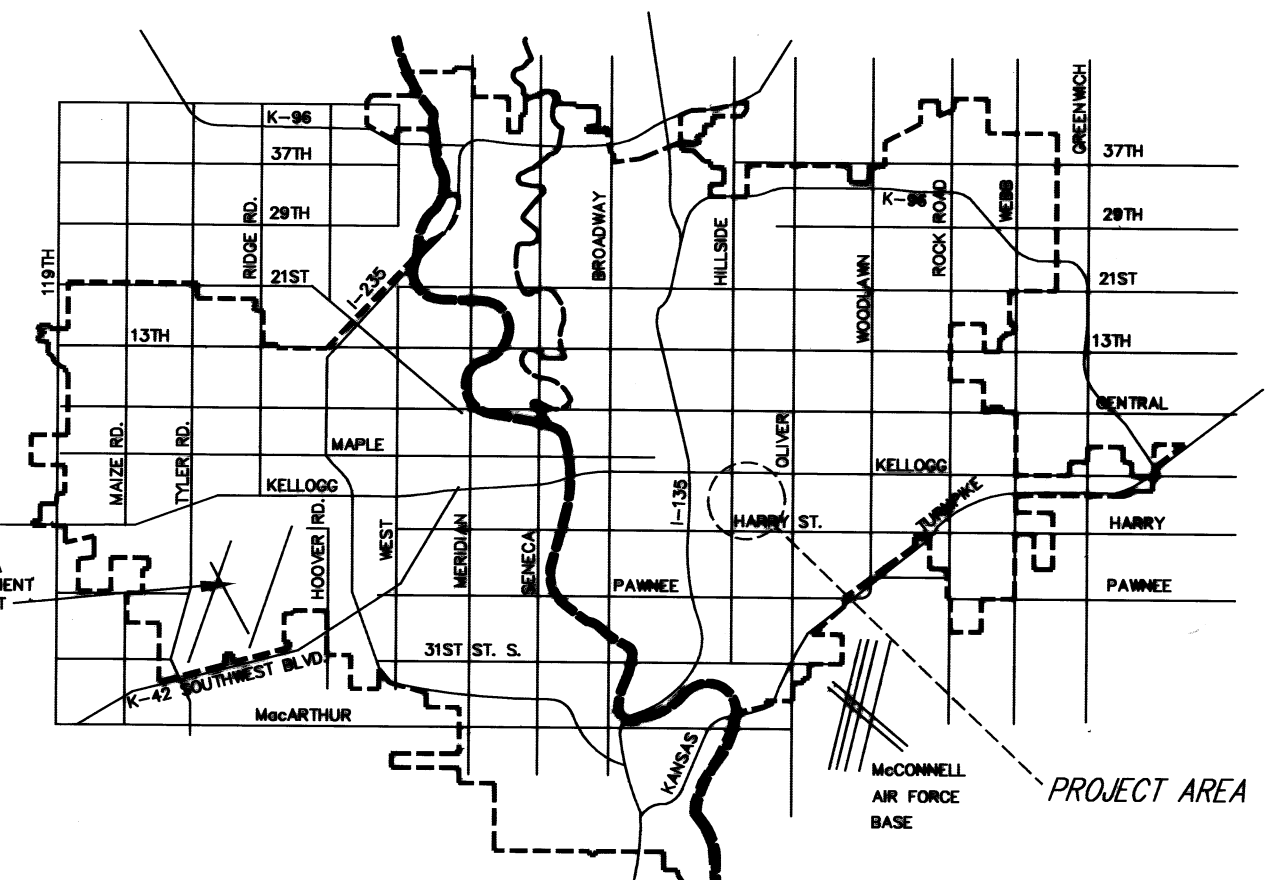 K-96
37TH
29TH
21ST
13TH
119TH
RIDGE RD.
I-235
MAIZE RD.
TYLER RD.
MAPLE
KELLOGG
HOOVER RD.
WEST
MERIDIAN
SENECA
BROADWAY
HILLSIDE
I-135
OLIVER
WOODLAWN
ROCK ROAD
WEBB
GREENWICH
K-96
37TH
29TH
21ST
13TH
CENTRAL
KELLOGG
TURNPIKE
HARRY ST.
HARRY
PAWNEE
PAWNEE
31ST ST. S.
K-42 SOUTHWEST BLVD.
MacARTHUR
KANSAS
McCONNELL
AIR FORCE
BASE
PROJECT AREA